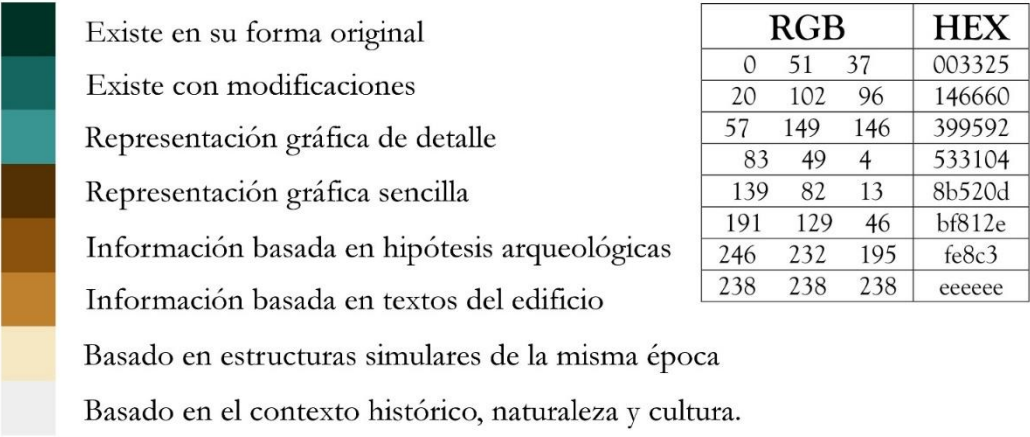 Existe en su forma original
Existe con modificaciones
Representación gráfica de detalle
Representación gráfica sencilla
Información basada en hipótesis arqueológicas
Información basada en textos del edificio
Basado en estructuras simulares de la misma época
Basado en el contexto histórico, naturaleza y cultura.
RGB HEX
0 51 37 003325
20 102 96 146660
57 149 146 399592
83 49 4 533104
139 82 13 8b520d
191 129 46 bf812e
246 232 195 fe8c3
238 238 238 eeeeee